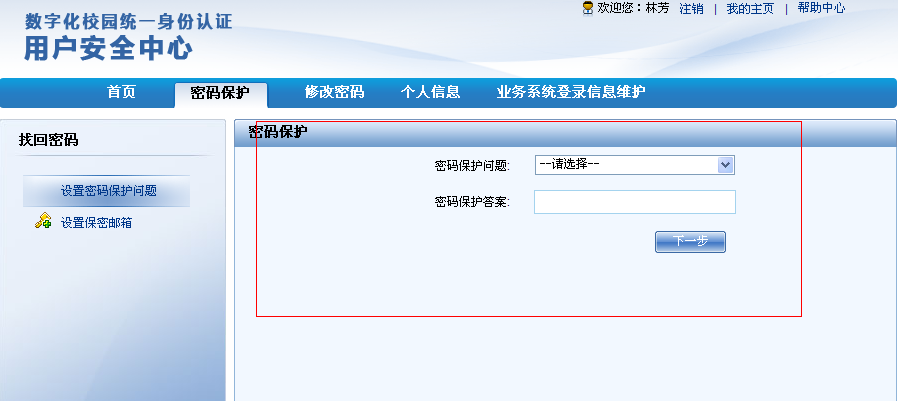 数字化校园统一身份认证
用户安全中心
欢迎您：林芳 注销 | 我的主页 | 帮助中心
首页 密码保护 修改密码 个人信息 业务系统登录信息维护
找回密码
设置密码保护问题
设置保密邮箱
密码保护
密码保护问题: --请选择--
密码保护答案:
下一步